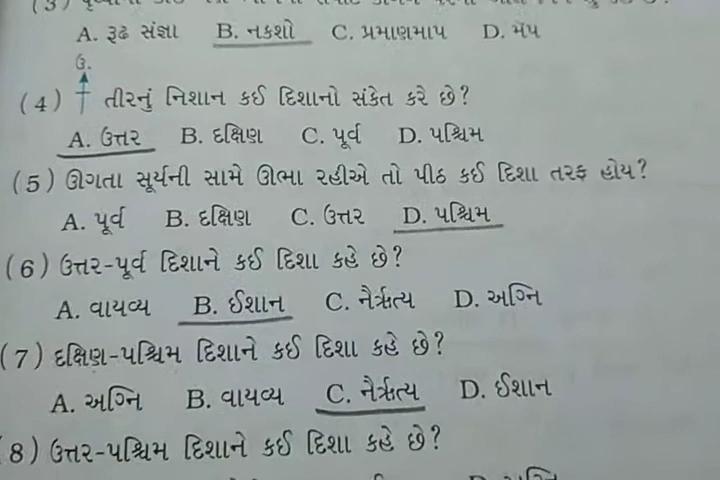 A. રૂઢ સંજ્ઞા B. નકશો C. પ્રમાણમાપ D. મૅપ
ઉ.
(4) તીરનું નિશાન કઈ દિશાનો સંકેત કરે છે?
A. ઉત્તર B. દક્ષિણ C. પૂર્વ D. પશ્ચિમ
(5) ઊગતા સૂર્યની સામે ઊભા રહીએ તો પીઠ કઈ દિશા તરફ હોય?
A. પૂર્વ B. દક્ષિણ C. ઉત્તર D. પશ્ચિમ
(6) ઉત્તર-પૂર્વ દિશાને કઈ દિશા કહે છે?
A. વાયવ્ય B. ઈશાન C. નૈર્ઋત્ય D. અગ્નિ
(7) દક્ષિણ-પશ્ચિમ દિશાને કઈ દિશા કહે છે?
A. અગ્નિ B. વાયવ્ય C. નૈર્ઋત્ય D. ઈશાન
8) ઉત્તર-પશ્ચિમ દિશાને કઈ દિશા કહે છે?